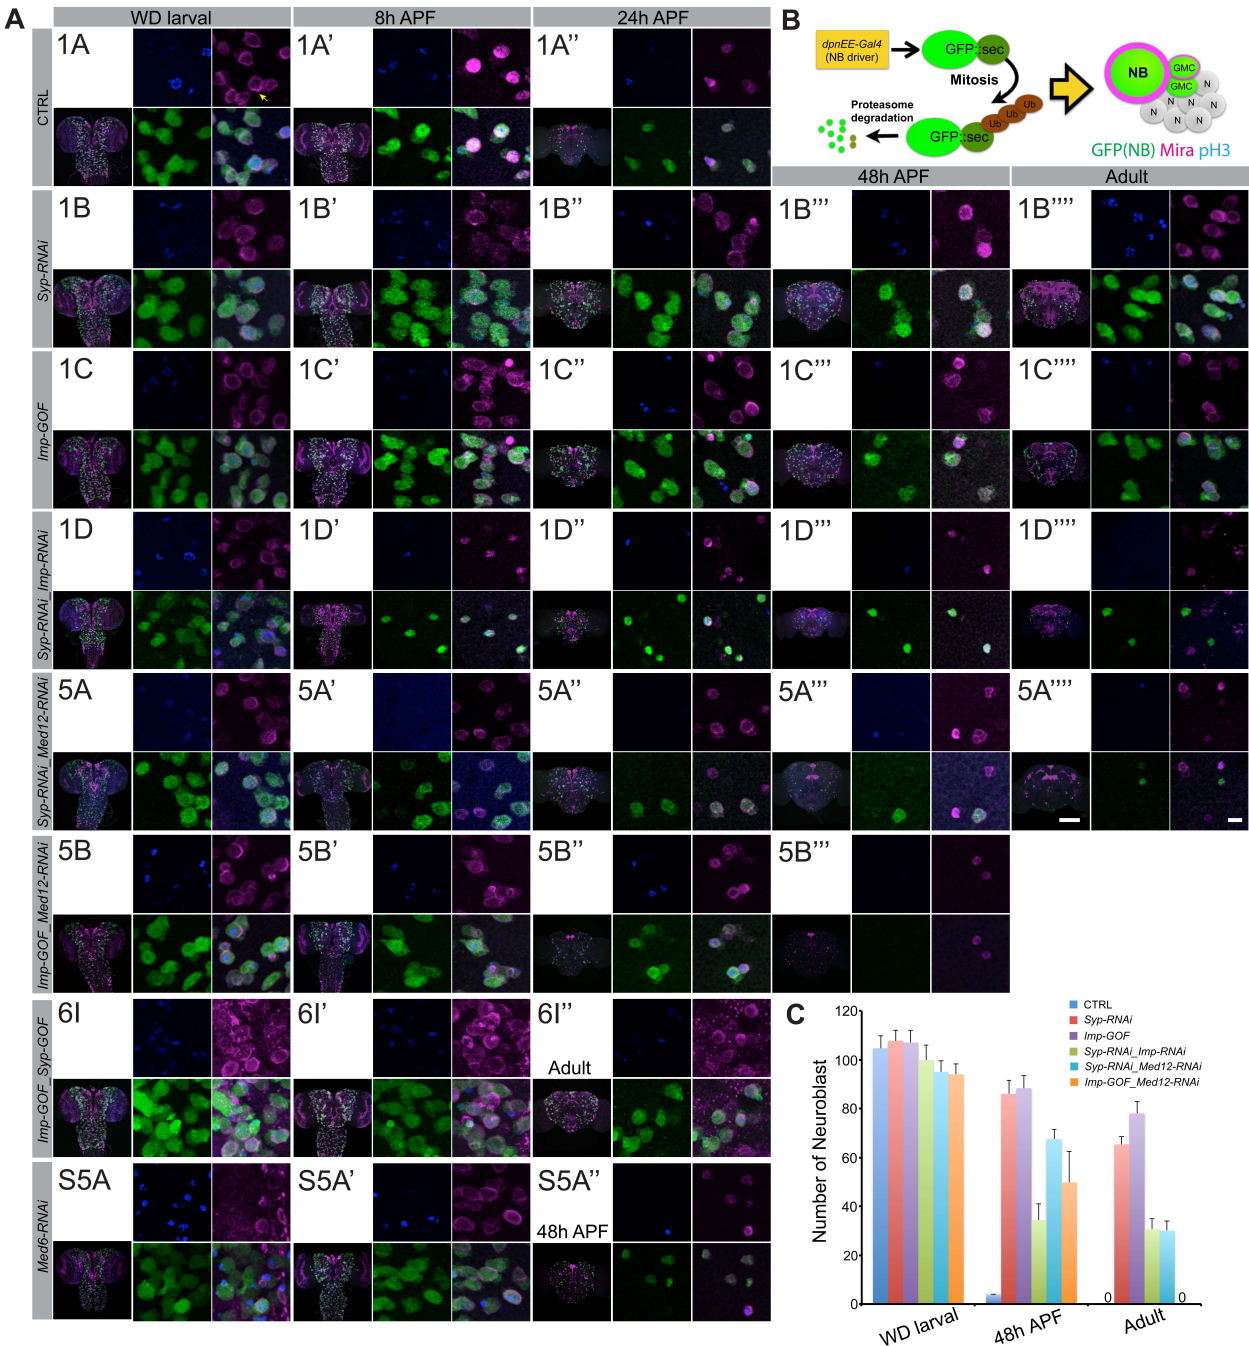 A
WD larval
8h APF
24h APF
CTRL
1A
1A’
1A’’
B
dpnEE-Gal4
(NB driver)
GFP::sec
Mitosis
Ub
Ub
Ub
GFP::sec
Proteasome
degradation
NB
GMC
GMC
N
N
N
N
N
N
N
GFP(NB) Mira pH3
48h APF
Adult
Syp-RNAi
1B
1B’
1B’’
1B’’’
1B’’’’
Imp-GOF
1C
1C’
1C’’
1C’’’
1C’’’’
Syp-RNAi_Imp-RNAi
1D
1D’
1D’’
1D’’’
1D’’’’
Syp-RNAi_Med12-RNAi
5A
5A’
5A’’
5A’’’
5A’’’’
Imp-GOF_Med12-RNAi
5B
5B’
5B’’
5B’’’
Imp-GOF_Syp-GOF
6I
6I’
6I’’
Adult
Med6-RNAi
S5A
S5A’
S5A’’
48h APF
C
Number of Neuroblast
120
100
80
60
40
20
0
CTRL
Syp-RNAi
Imp-GOF
Syp-RNAi_Imp-RNAi
Syp-RNAi_Med12-RNAi
Imp-GOF_Med12-RNAi
0
0
WD larval
48h APF
Adult